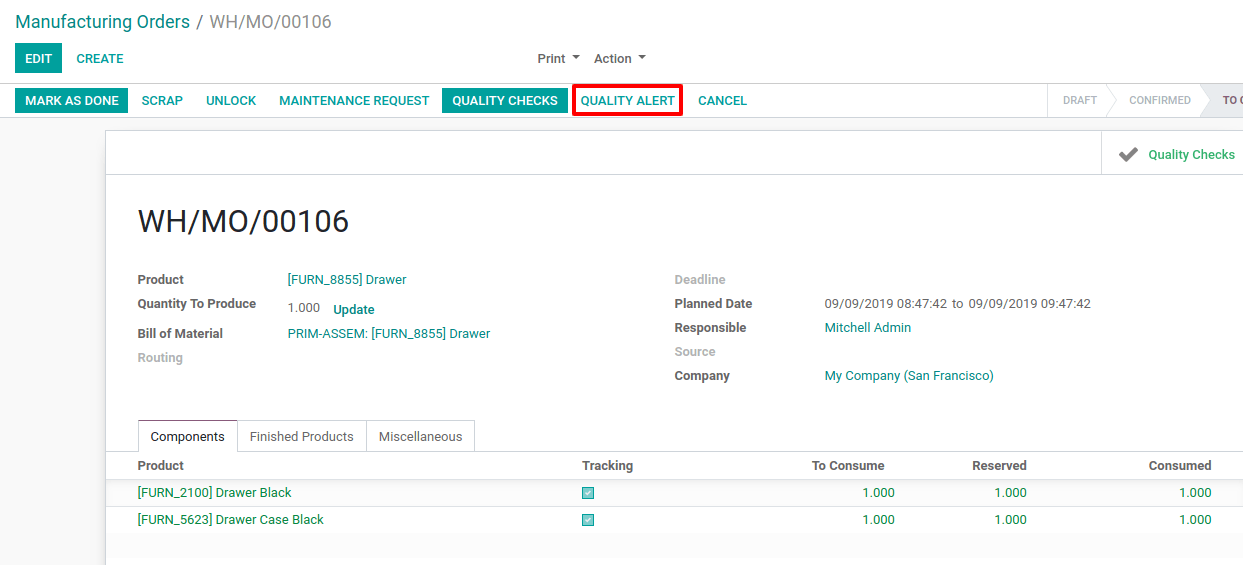 Manufacturing Orders / WH/MO/00106
EDIT CREATE Print Action
MARK AS DONE SCRAP UNLOCK MAINTENANCE REQUEST QUALITY CHECKS QUALITY ALERT CANCEL DRAFT CONFIRMED TO
Quality Checks
WH/MO/00106
Product [FURN_8855] Drawer Deadline
Quantity To Produce 1.000 Update Planned Date 09/09/2019 08:47:42 to 09/09/2019 09:47:42
Bill of Material PRIM-ASSEM: [FURN_8855] Drawer Responsible Mitchell Admin
Routing Source
Company My Company (San Francisco)
Components Finished Products Miscellaneous
Product Tracking To Consume Reserved Consumed
[FURN_2100] Drawer Black 1.000 1.000 1.000
[FURN_5623] Drawer Case Black 1.000 1.000 1.000